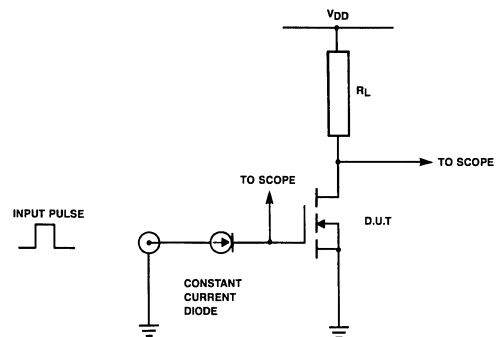 VDD
RL
TO SCOPE
TO SCOPE
INPUT PULSE
D.U.T
CONSTANT
CURRENT
DIODE